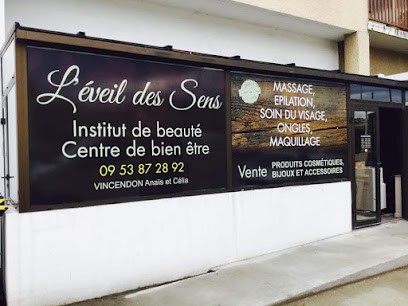 L'éveil des Sens
Institut de beauté
Centre de bien être
09 53 87 28 92
VINCENDON Anaïs et Célia
MASSAGE,
EPILATION,
SOIN DU VISAGE,
ONGLES,
MAQUILLAGE
Vente PRODUITS COSMÉTIQUES,
BIJOUX ET ACCESSOIRES